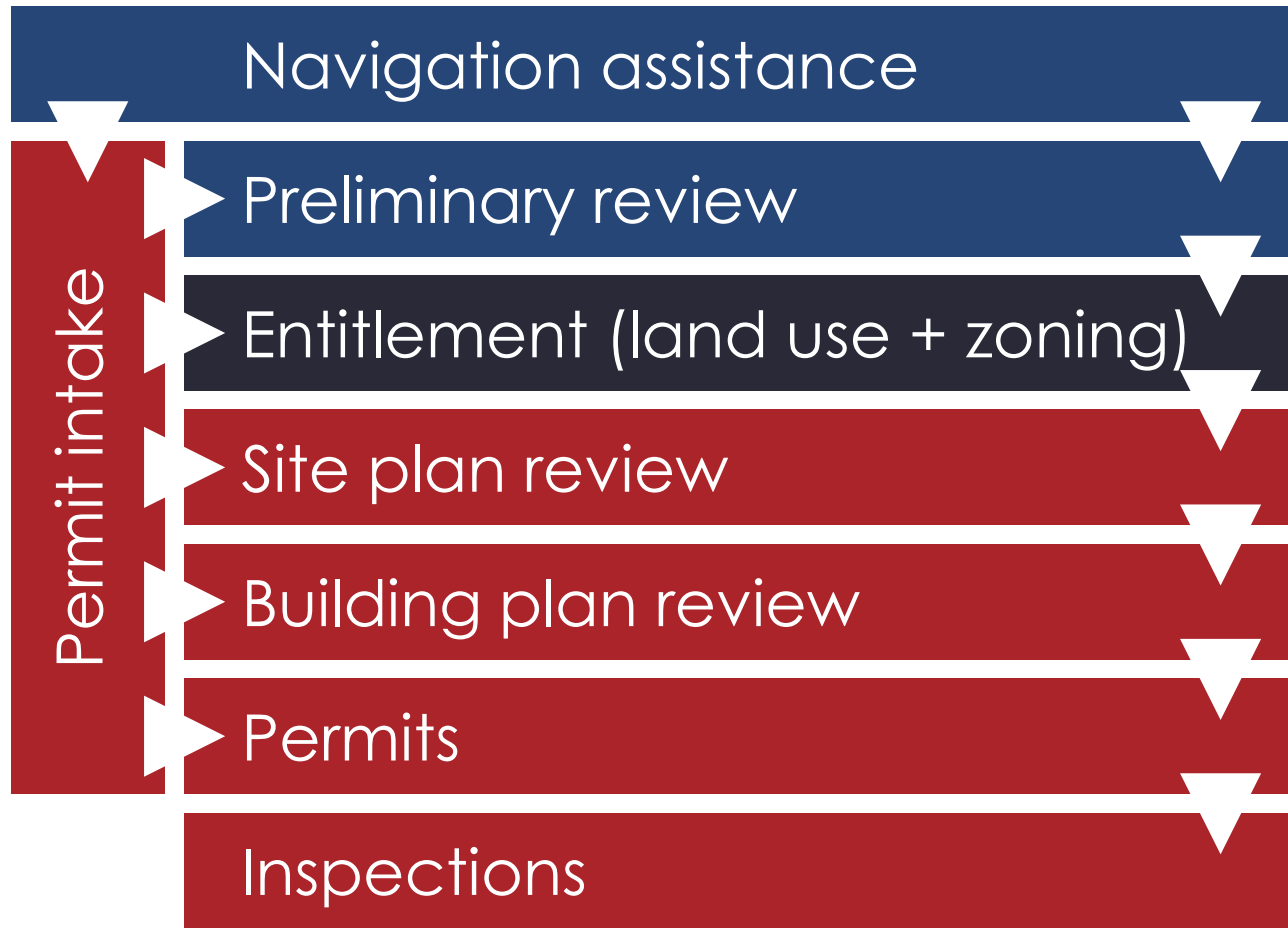 Navigation assistance
Permit intake
Preliminary review
Entitlement (land use + zoning)
Site plan review
Building plan review
Permits
Inspections